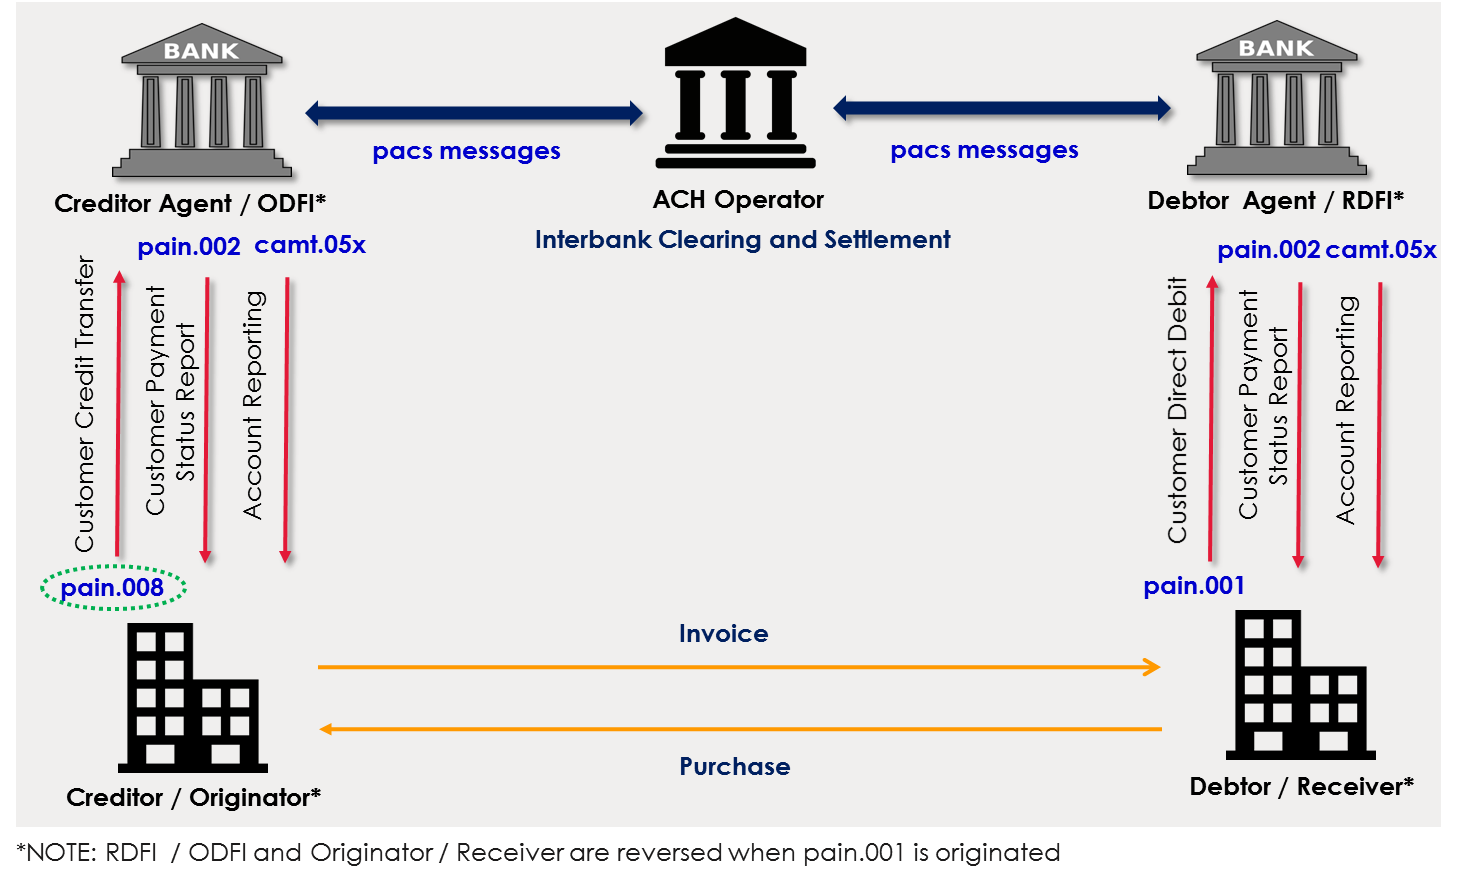 BANK
BANK
pacs messages
pacs messages
Creditor Agent / ODFI*
ACH Operator
Debtor Agent / RDFI*
Interbank Clearing and Settlement
pain.002
camt.05x
pain.002
camt.05x
Customer Credit Transfer
Customer Payment
Status Report
Account Reporting
Customer Direct Debit
Customer Payment
Status Report
Account Reporting
pain.008
pain.001
Invoice
Purchase
Creditor / Originator*
Debtor / Receiver*
*NOTE: RDFI / ODFI and Originator / Receiver are reversed when pain.001 is originated